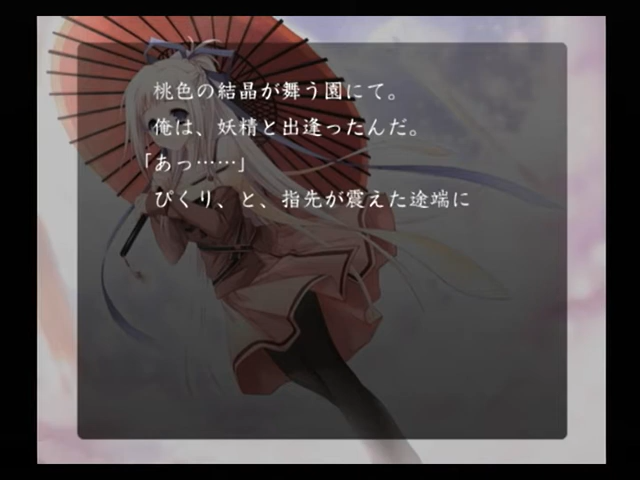 桃色の結晶が舞う園にて。
俺は、妖精と出逢ったんだ。
「あっ……」
ぴくり、と、指先が震えた途端に